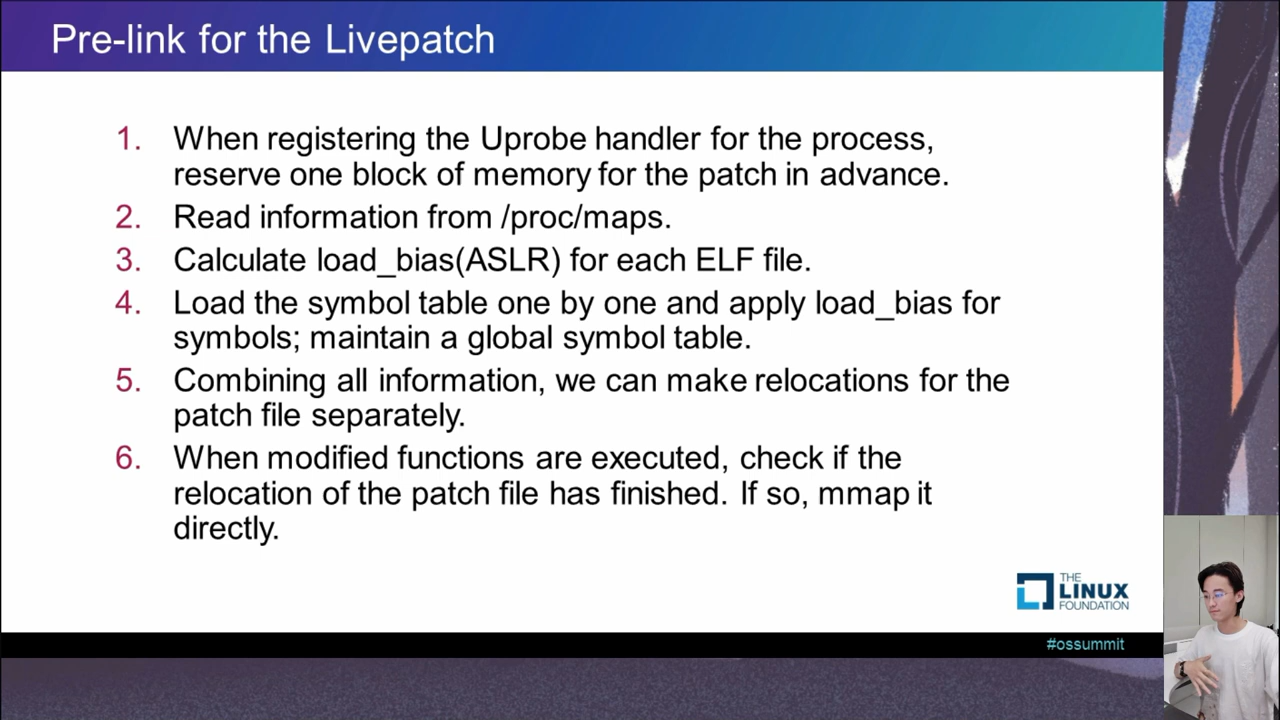 Pre-link for the Livepatch
1. When registering the Uprobe handler for the process,
reserve one block of memory for the patch in advance.
2. Read information from /proc/maps.
3. Calculate load_bias(ASLR) for each ELF file.
4. Load the symbol table one by one and apply load_bias for
symbols; maintain a global symbol table.
5. Combining all information, we can make relocations for the
patch file separately.
6. When modified functions are executed, check if the
relocation of the patch file has finished. If so, mmap it
directly.
THE
LINUX
FOUNDATION
#ossummit